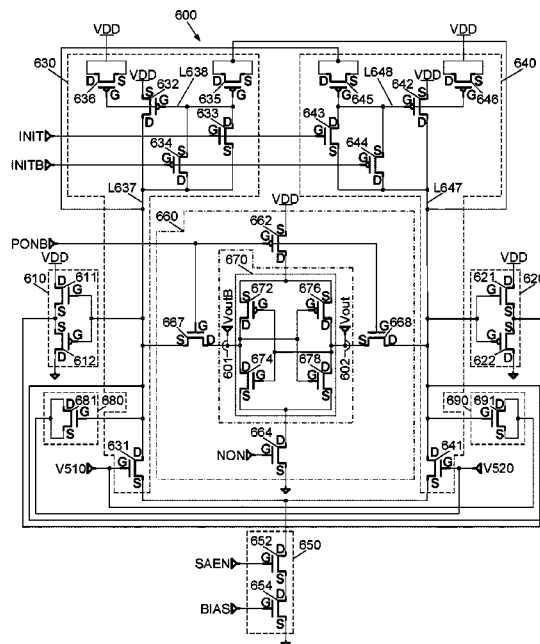 600
VDD VDD
630 VDD 632 L638 L648 642 VDD 640
D S S D S D S S D S
636 G G 635 G 645 G G 646 G
D 633 643 D
INIT D G S G D S
634 644
INITB S G D G S D
L637 L647
660 VDD
PONB 662 G S D
VDD 670 VDD
610 611 D G S VoutB 672 S G D 676 S G D Vout 621 D G S 620
667 G S D G 668
612 S G D 601 674 D G S 678 D G S 602 622 S G D
681 D G S 680 690 691 D G S
664 D G S
631 D G S NON 641 D G S
V510 V520
652 D G S 650
SAEN
654 D G S
BIAS